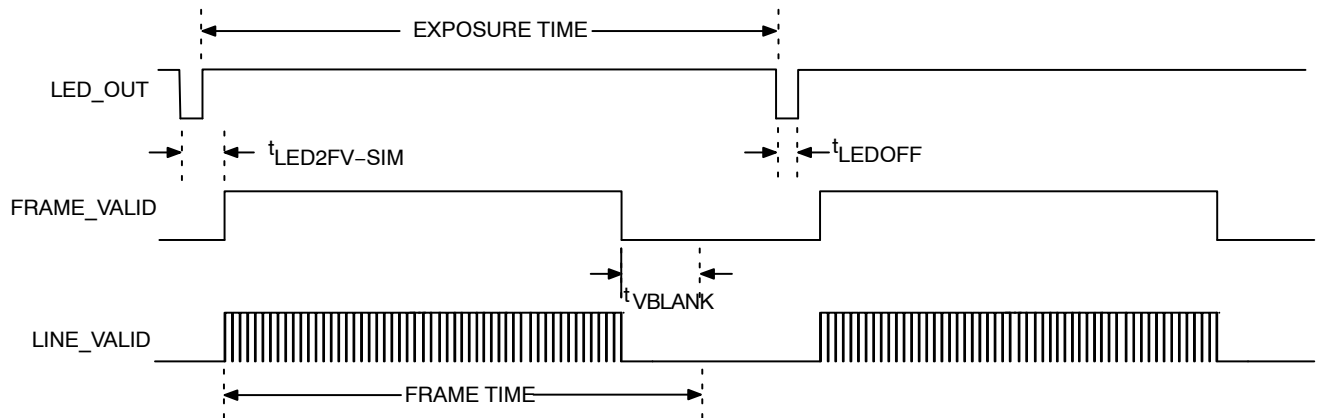 EXPOSURE TIME
LED_OUT
tLED2FV−SIM
tLEDOFF
FRAME_VALID
tVBLANK
LINE_VALID
FRAME TIME